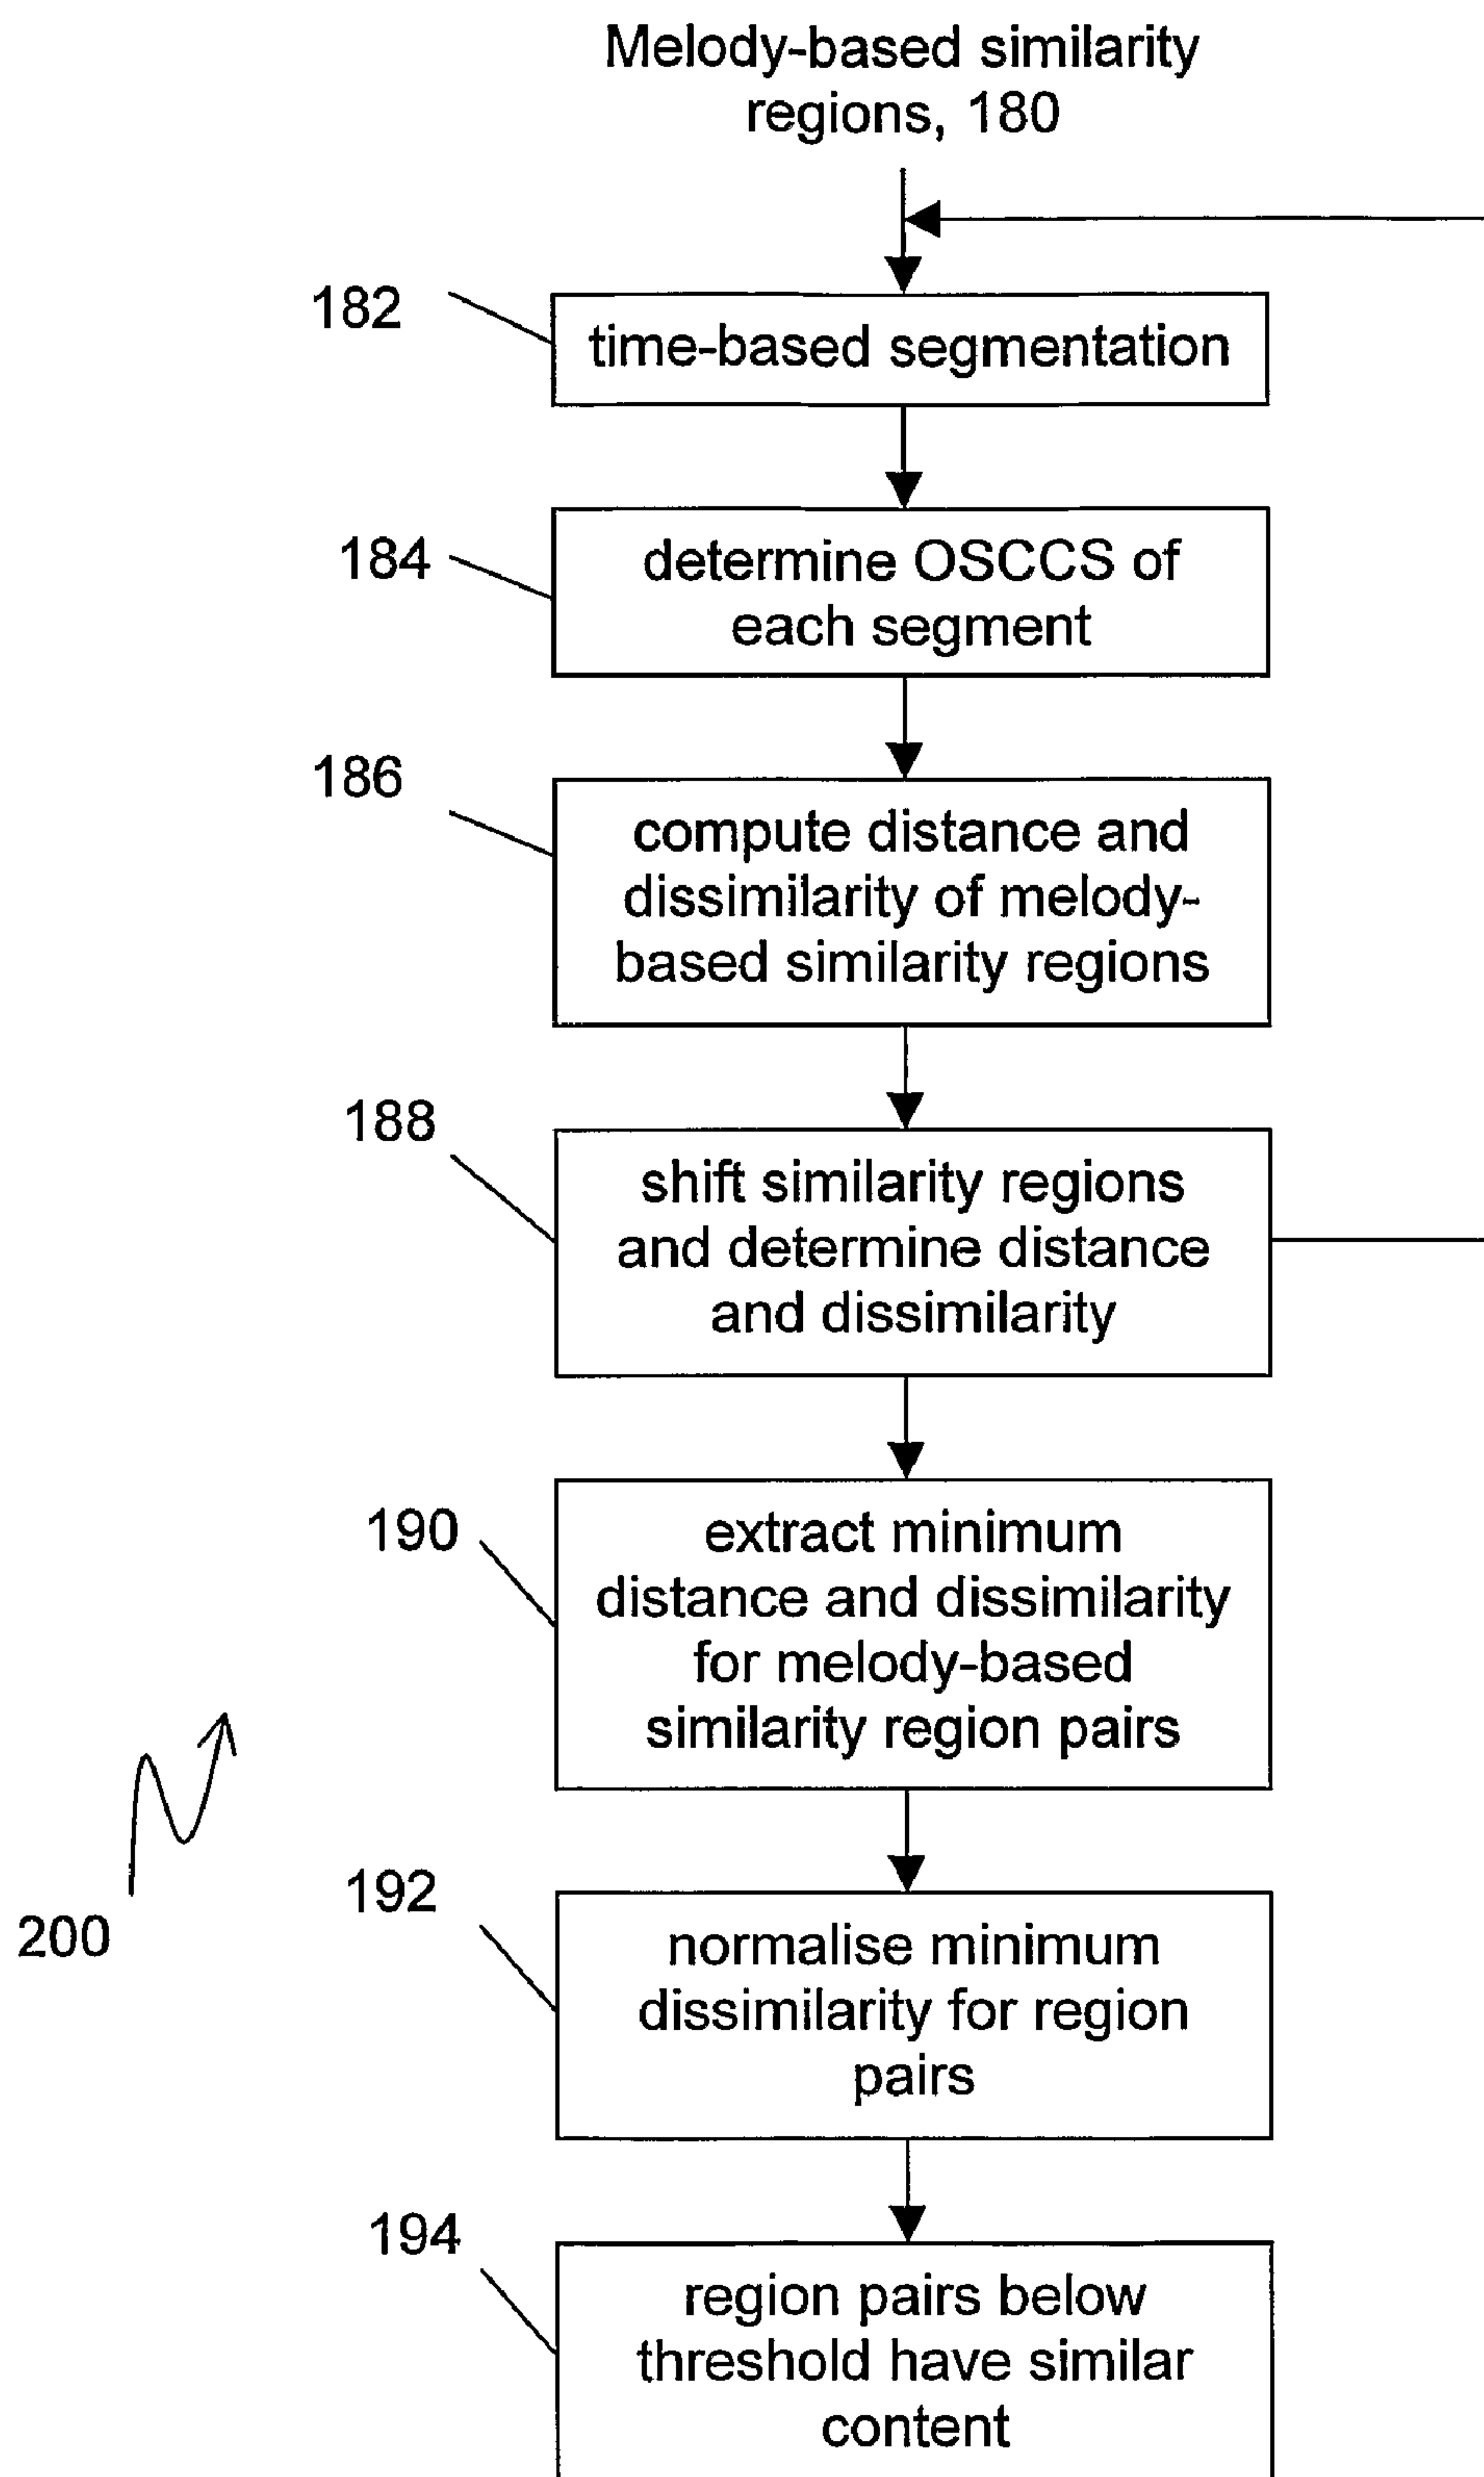 Melody-based similarity
regions, 180
182
time-based segmentation
184
determine OSCCS of
each segment
186
compute distance and
dissimilarity of melody-
based similarity regions
188
shift similarity regions
and determine distance
and dissimilarity
190
extract minimum
distance and dissimilarity
for melody-based
similarity region pairs
200
192
normalise minimum
dissimilarity for region
pairs
194
region pairs below
threshold have similar
content